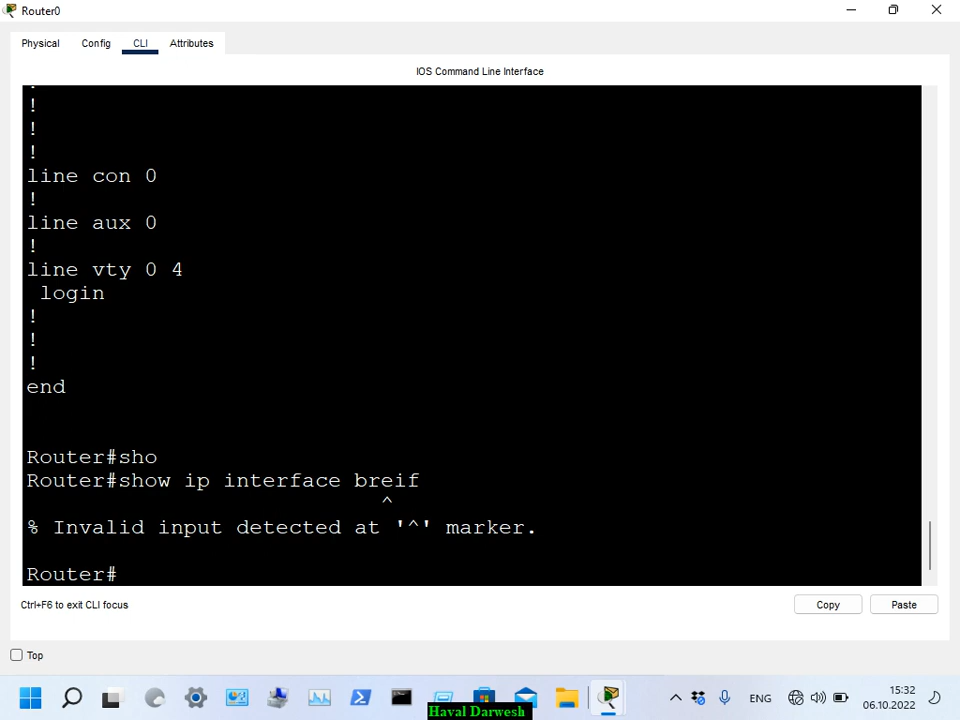 Router0
Physical Config CLI Attributes
IOS Command Line Interface
!
!
!
!
line con 0
!
line aux 0
!
line vty 0 4
login
!
!
!
end
Router#sho
Router#show ip interface breif
^
% Invalid input detected at '^' marker.
Router#
Ctrl+F6 to exit CLI focus
Copy Paste
Top
ENG
15:32
06.10.2022
Haval Darwesh